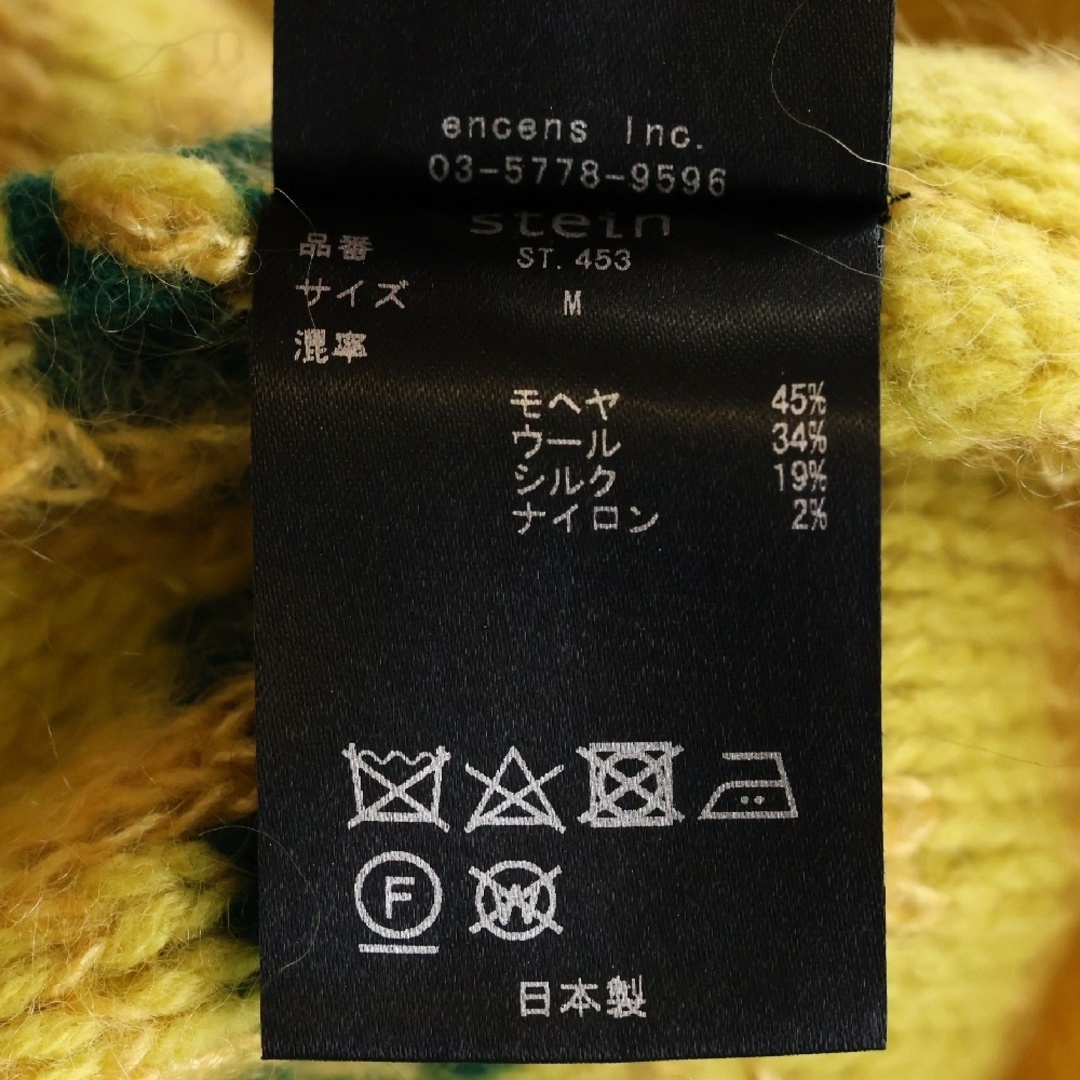 encens Inc.
03-5778-9596
stein
品番 ST. 453
サイズ M
混率
モヘヤ 45%
ウール 34%
シルク 19%
ナイロン 2%
F W
日本製